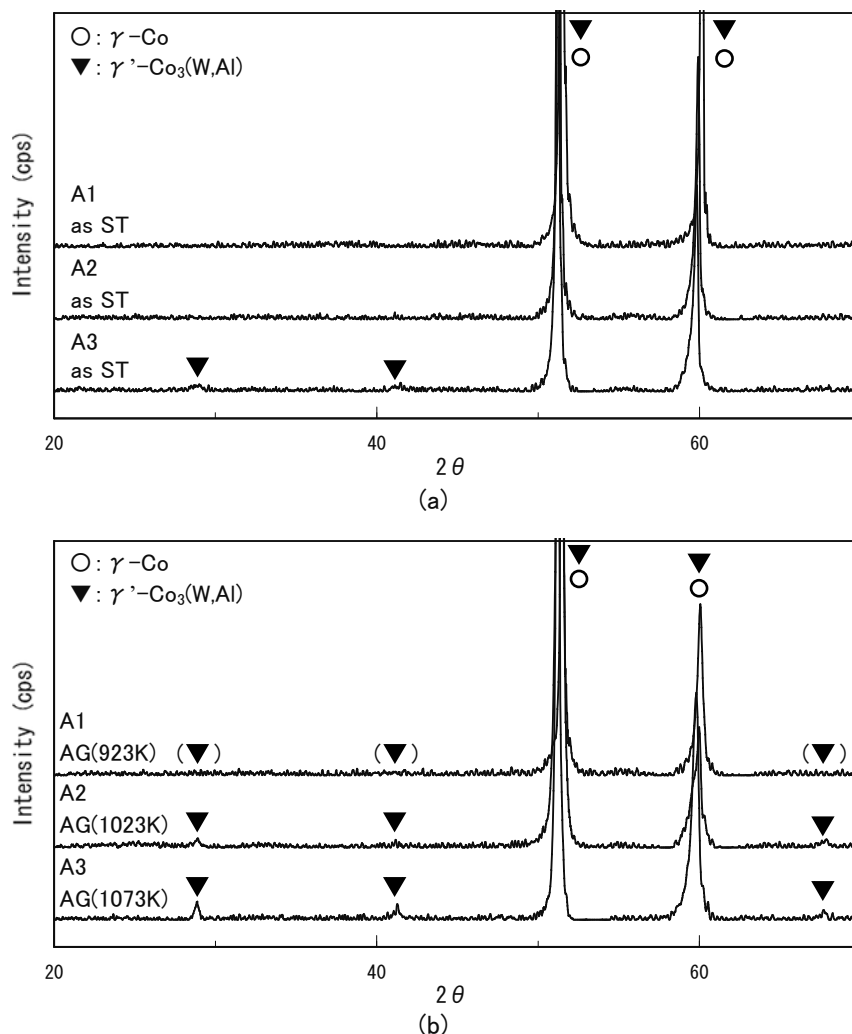 ○: γ-Co
▼: γ'-Co₃(W,Al)
Intensity (cps)
A1
as ST
A2
as ST
A3
as ST
20 40 60
2θ
(a)
○: γ-Co
▼: γ'-Co₃(W,Al)
Intensity (cps)
A1
AG(923K) (▼) (▼) (▼)
A2
AG(1023K)
A3
AG(1073K)
20 40 60
2θ
(b)